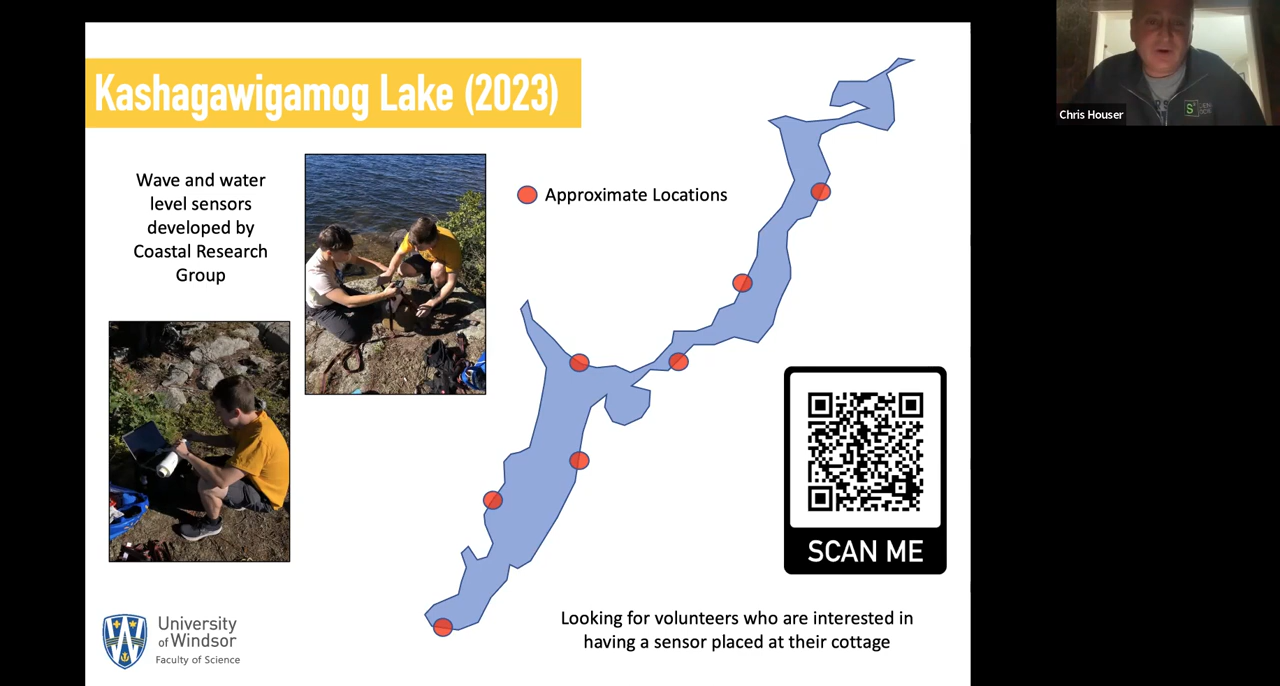 Kashagawigamog Lake (2023)
Wave and water
level sensors
developed by
Coastal Research
Group
Approximate Locations
SCAN ME
Looking for volunteers who are interested in
having a sensor placed at their cottage
University
of Windsor
Faculty of Science
Chris Houser